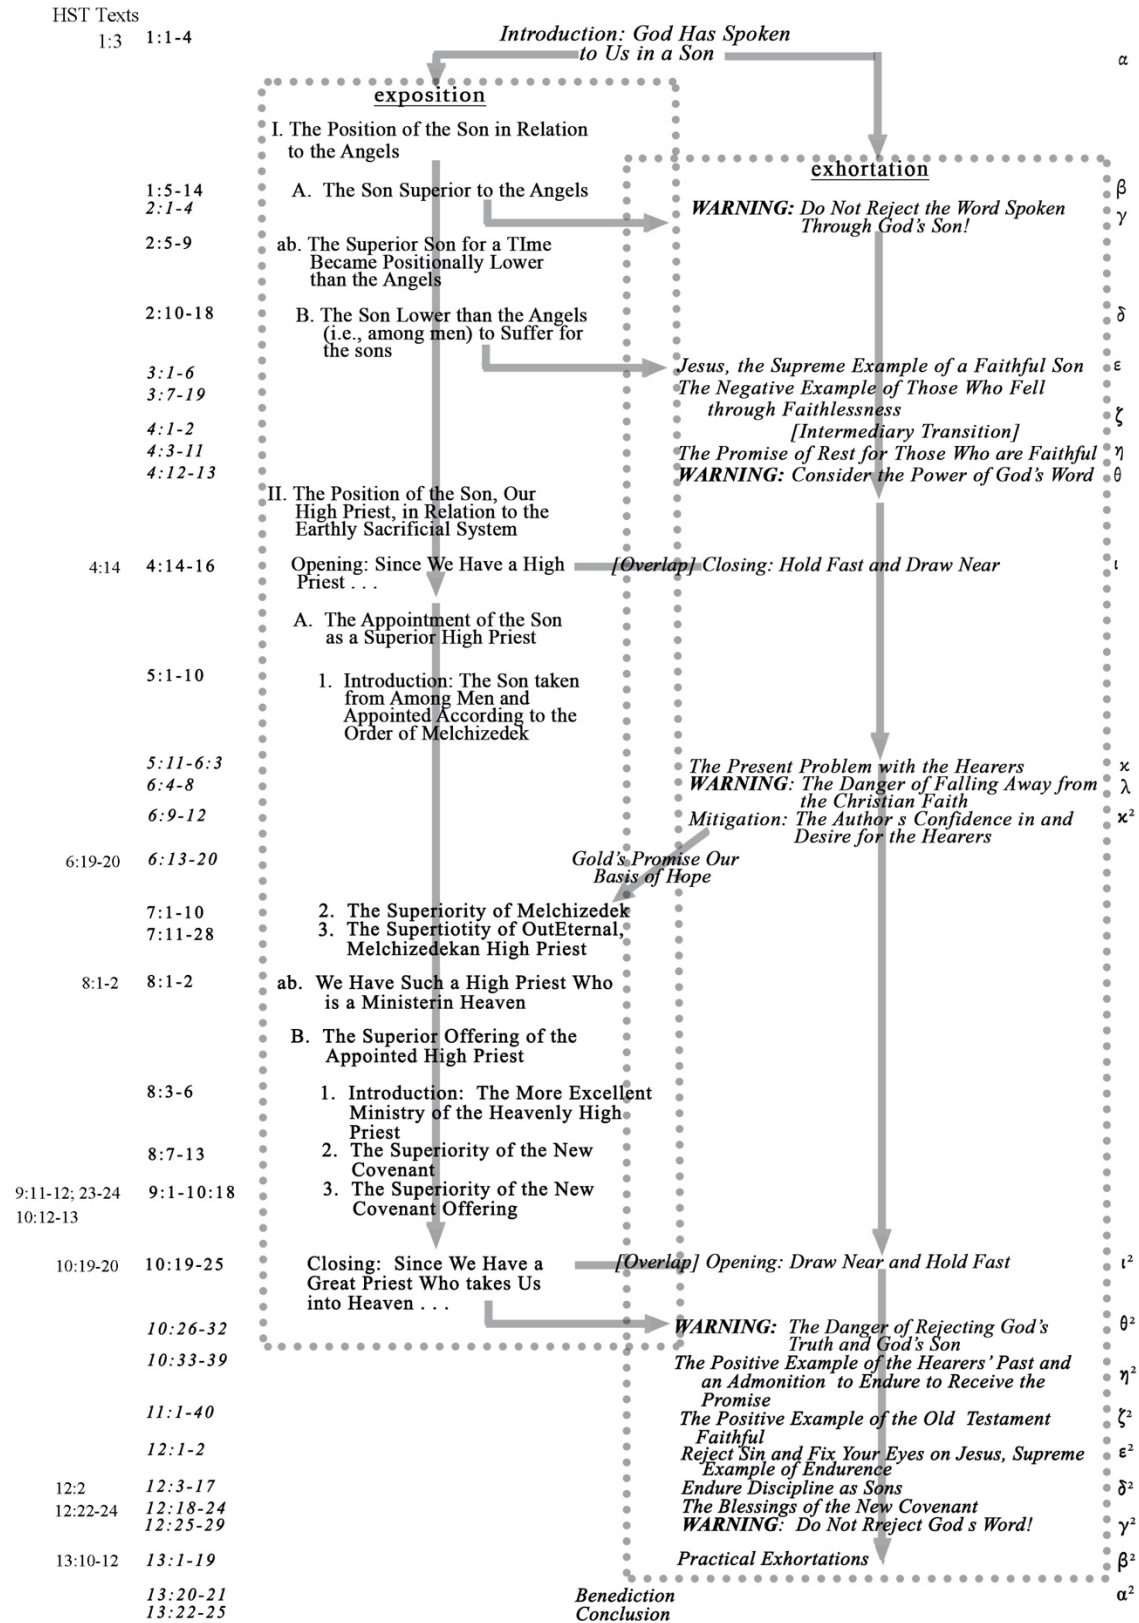 HST Texts
1:3 1:1-4 Introduction: God Has Spoken
to Us in a Son
α
exposition
I. The Position of the Son in Relation
to the Angels
exhortation
1:5-14 A. The Son Superior to the Angels β
2:1-4 WARNING: Do Not Reject the Word Spoken γ
Through God's Son!
2:5-9 ab. The Superior Son for a TIme
Became Positionally Lower
than the Angels
2:10-18 B. The Son Lower than the Angels δ
(i.e., among men) to Suffer for
the sons
3:1-6 Jesus, the Supreme Example of a Faithful Son ε
3:7-19 The Negative Example of Those Who Fell
through Faithlessness ζ
4:1-2 [Intermediary Transition]
4:3-11 The Promise of Rest for Those Who are Faithful η
4:12-13 WARNING: Consider the Power of God's Word θ
II. The Position of the Son, Our
High Priest, in Relation to the
Earthly Sacrificial System
4:14 4:14-16 Opening: Since We Have a High [Overlap] Closing: Hold Fast and Draw Near ι
Priest . . .
A. The Appointment of the Son
as a Superior High Priest
5:1-10 1. Introduction: The Son taken
from Among Men and
Appointed According to the
Order of Melchizedek
5:11-6:3 The Present Problem with the Hearers κ
6:4-8 WARNING: The Danger of Falling Away from λ
the Christian Faith
6:9-12 Mitigation: The Author s Confidence in and κ²
Desire for the Hearers
6:19-20 6:13-20 Gold's Promise Our
Basis of Hope
7:1-10 2. The Superiority of Melchizedek
7:11-28 3. The Supertiotity of OutEternal,
Melchizedekan High Priest
8:1-2 8:1-2 ab. We Have Such a High Priest Who
is a Ministerin Heaven
B. The Superior Offering of the
Appointed High Priest
8:3-6 1. Introduction: The More Excellent
Ministry of the Heavenly High
Priest
8:7-13 2. The Superiority of the New
Covenant
9:11-12; 23-24 9:1-10:18 3. The Superiority of the New
10:12-13 Covenant Offering
10:19-20 10:19-25 Closing: Since We Have a [Overlap] Opening: Draw Near and Hold Fast ι²
Great Priest Who takes Us
into Heaven . . .
10:26-32 WARNING: The Danger of Rejecting God's θ²
Truth and God's Son
10:33-39 The Positive Example of the Hearers' Past and
an Admonition to Endure to Receive the η²
Promise
11:1-40 The Positive Example of the Old Testament ζ²
Faithful
12:1-2 Reject Sin and Fix Your Eyes on Jesus, Supreme ε²
Example of Endurence
12:2 12:3-17 Endure Discipline as Sons δ²
12:22-24 12:18-24 The Blessings of the New Covenant
12:25-29 WARNING: Do Not Rreject God s Word! γ²
13:10-12 13:1-19 Practical Exhortations β²
13:20-21 Benediction α²
13:22-25 Conclusion